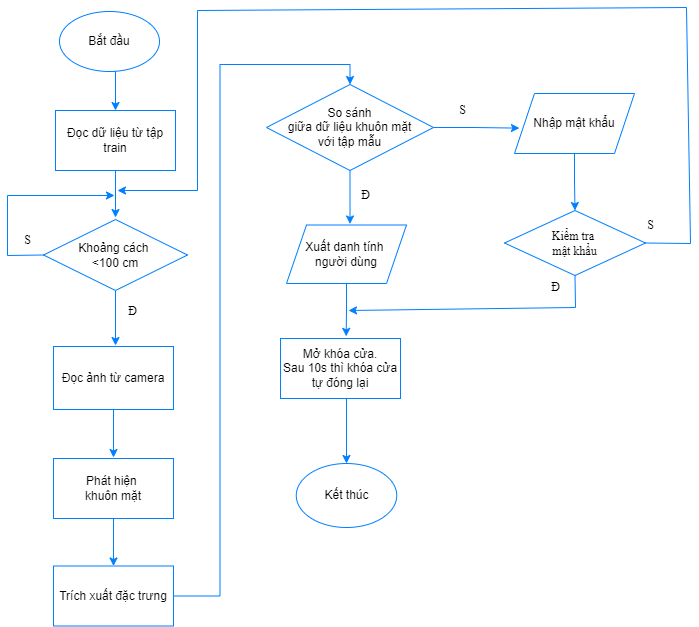 Bắt đầu
Đọc dữ liệu từ tập
train
Khoảng cách
<100 cm
S
Đ
Đọc ảnh từ camera
Phát hiện
khuôn mặt
Trích xuất đặc trưng
So sánh
giữa dữ liệu khuôn mặt
với tập mẫu
S
Đ
Nhập mật khẩu
Kiểm tra
mật khẩu
S
Đ
Xuất danh tính
người dùng
Mở khóa cửa.
Sau 10s thì khóa cửa
tự đóng lại
Kết thúc